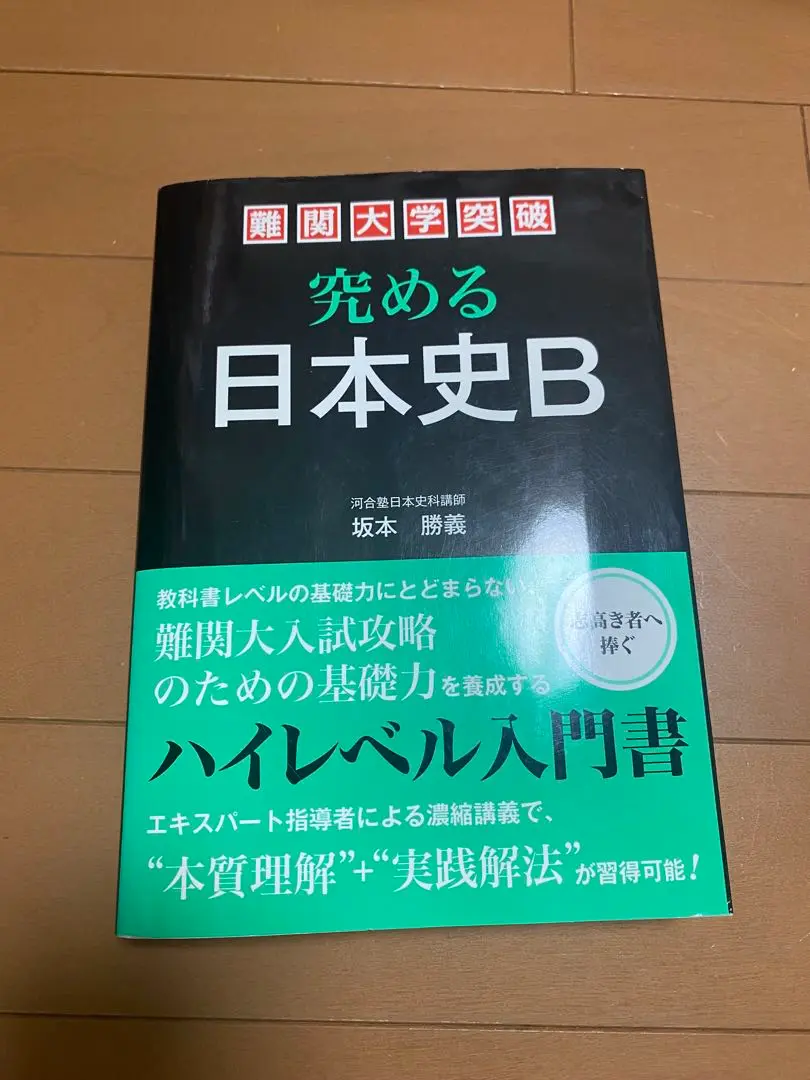 難関大学突破
究める
日本史B
河合塾日本史科講師
坂本 勝義
教科書レベルの基礎力にとどまらない、
難関大入試攻略
のための基礎力を養成する
志高き者へ
捧ぐ
ハイレベル入門書
エキスパート指導者による濃縮講義で、
“本質理解”+“実践解法”が習得可能!